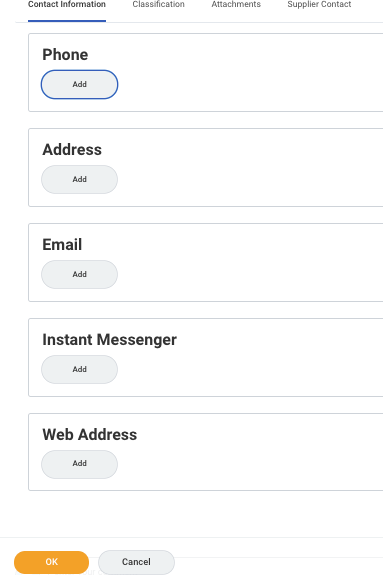 Contact Information Classification Attachments Supplier Contact
Phone
Add
Address
Add
Email
Add
Instant Messenger
Add
Web Address
Add
OK Cancel